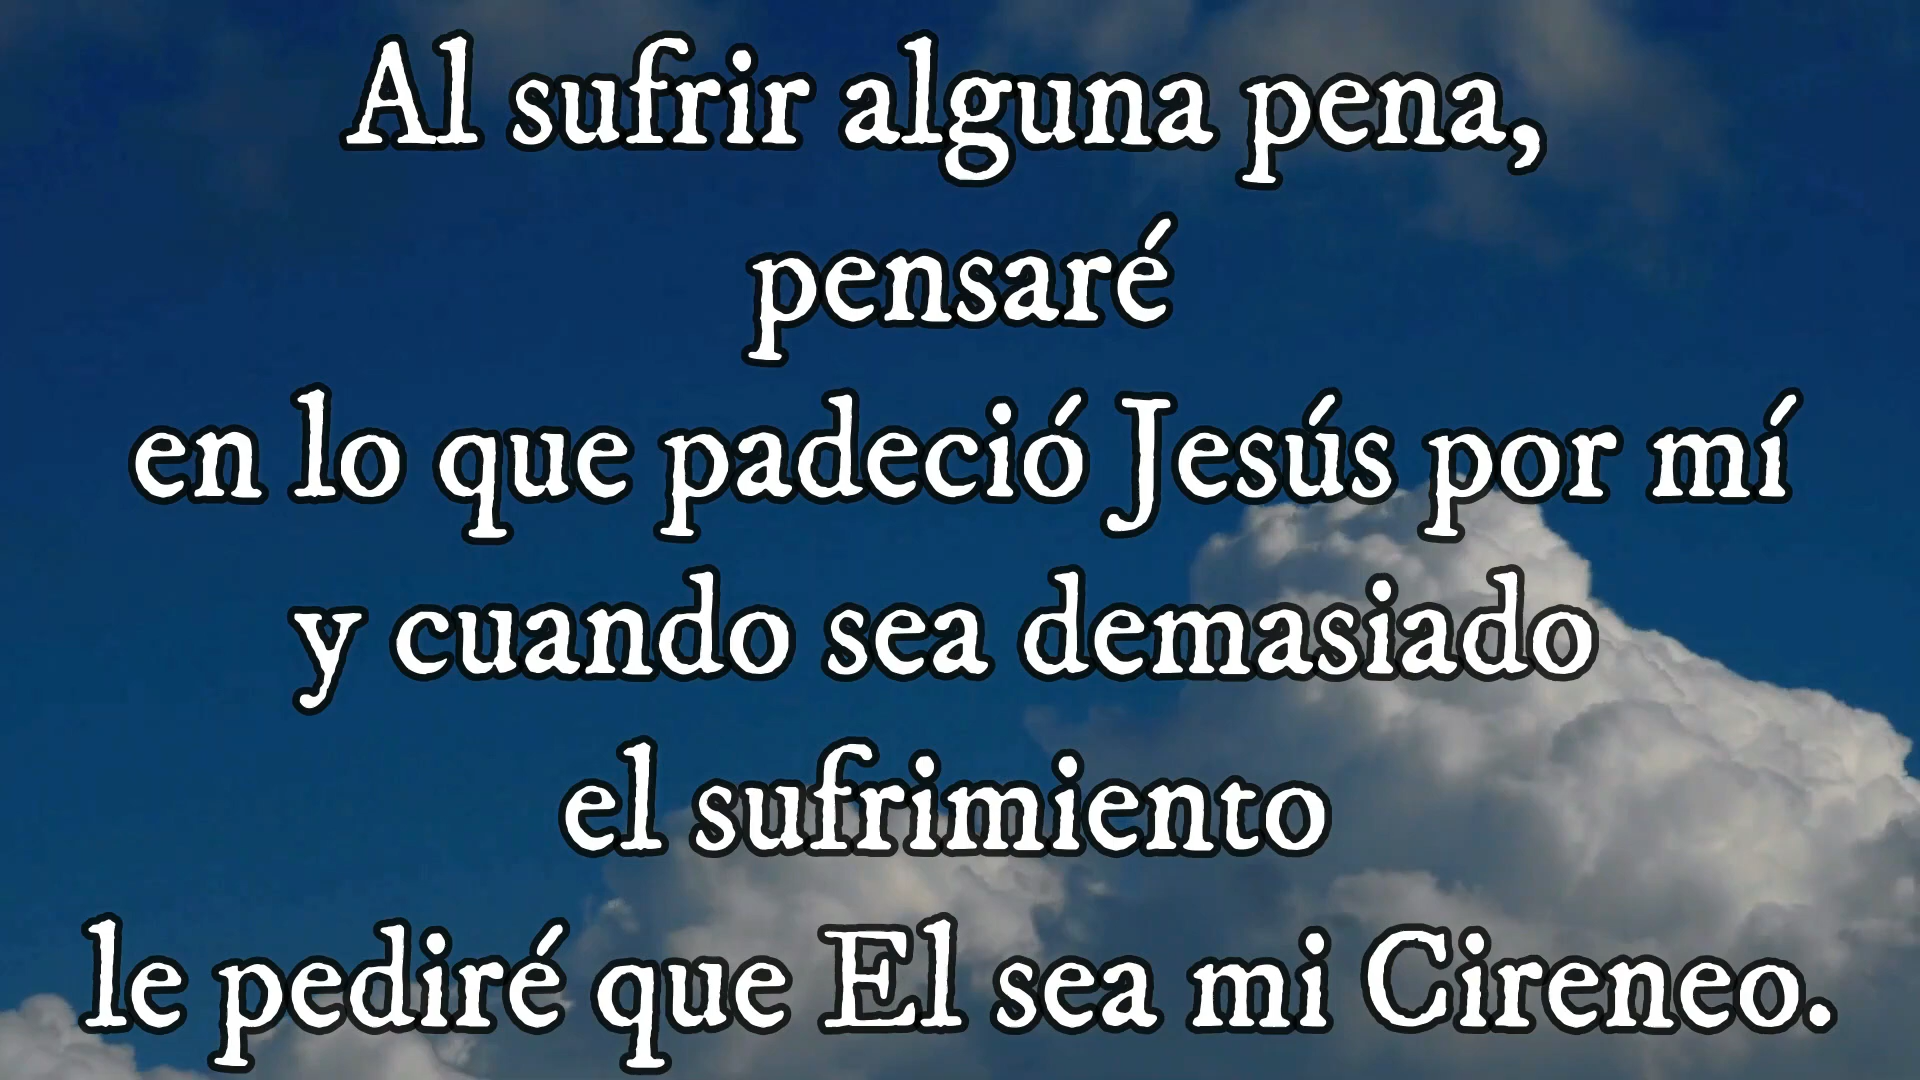 Al sufrir alguna pena,
pensaré
en lo que padeció Jesús por mí
y cuando sea demasiado
el sufrimiento
le pediré que El sea mi Cireneo.